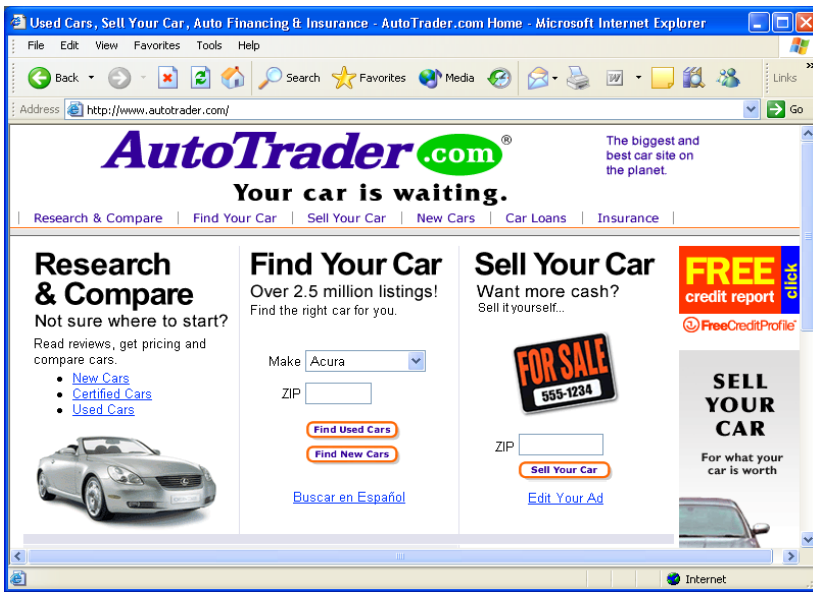 Used Cars, Sell Your Car, Auto Financing & Insurance - AutoTrader.com Home - Microsoft Internet Explorer
File Edit View Favorites Tools Help
Back Search Favorites Media Links »
Address http://www.autotrader.com/ Go
AutoTrader.com®
The biggest and
best car site on
the planet.
Your car is waiting.
Research & Compare | Find Your Car | Sell Your Car | New Cars | Car Loans | Insurance |
Research
& Compare
Not sure where to start?
Read reviews, get pricing and
compare cars.
• New Cars
• Certified Cars
• Used Cars
Find Your Car
Over 2.5 million listings!
Find the right car for you.
Make Acura
ZIP
Find Used Cars
Find New Cars
Buscar en Español
Sell Your Car
Want more cash?
Sell it yourself...
FOR SALE
555-1234
ZIP
Sell Your Car
Edit Your Ad
FREE
credit report
click
FreeCreditProfile
SELL
YOUR
CAR
For what your
car is worth
Internet